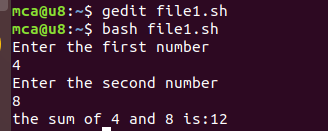 mca@u8:~$ gedit file1.sh
mca@u8:~$ bash file1.sh
Enter the first number
4
Enter the second number
8
the sum of 4 and 8 is:12